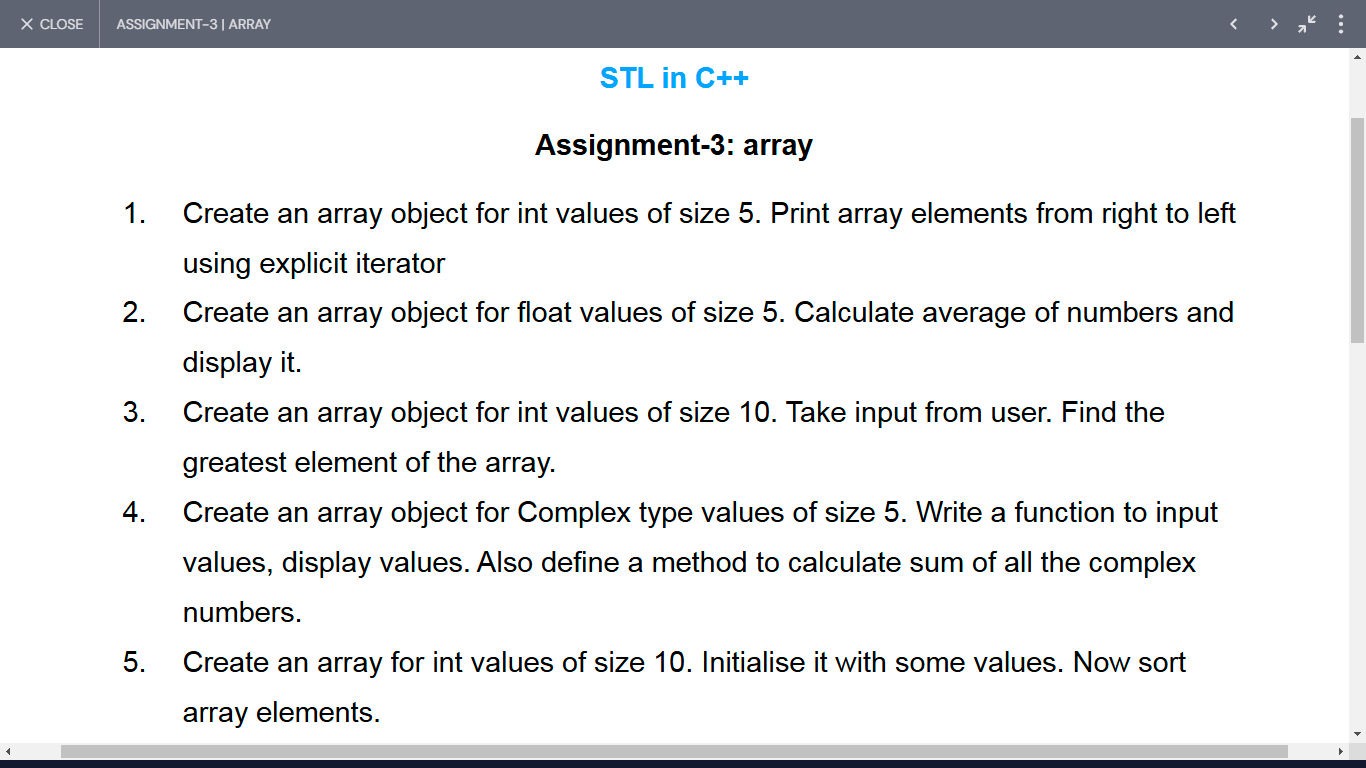 CLOSE
ASSIGNMENT-3 | ARRAY
STL in C++
Assignment-3: array
1. Create an array object for int values of size 5. Print array elements from right to left
using explicit iterator
2. Create an array object for float values of size 5. Calculate average of numbers and
display it.
3. Create an array object for int values of size 10. Take input from user. Find the
greatest element of the array.
4. Create an array object for Complex type values of size 5. Write a function to input
values, display values. Also define a method to calculate sum of all the complex
numbers.
5. Create an array for int values of size 10. Initialise it with some values. Now sort
array elements.